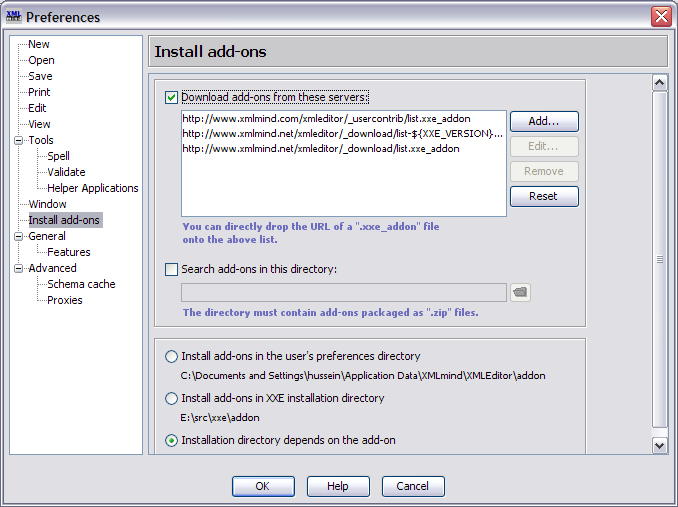 XML
mind
Preferences
New
Open
Save
Print
Edit
View
Tools
Spell
Validate
Helper Applications
Window
Install add-ons
General
Features
Advanced
Schema cache
Proxies
Install add-ons
Download add-ons from these servers:
http://www.xmlmind.com/xmleditor/_usercontrib/list.xxe_addon
http://www.xmlmind.net/xmleditor/_download/list-${XXE_VERSION}...
http://www.xmlmind.net/xmleditor/_download/list.xxe_addon
Add...
Edit...
Remove
Reset
You can directly drop the URL of a ".xxe_addon" file
onto the above list.
Search add-ons in this directory:
The directory must contain add-ons packaged as ".zip" files.
Install add-ons in the user's preferences directory
C:\Documents and Settings\hussein\Application Data\XMLmind\XMLEditor\addon
Install add-ons in XXE installation directory
E:\src\xxe\addon
Installation directory depends on the add-on
OK
Help
Cancel